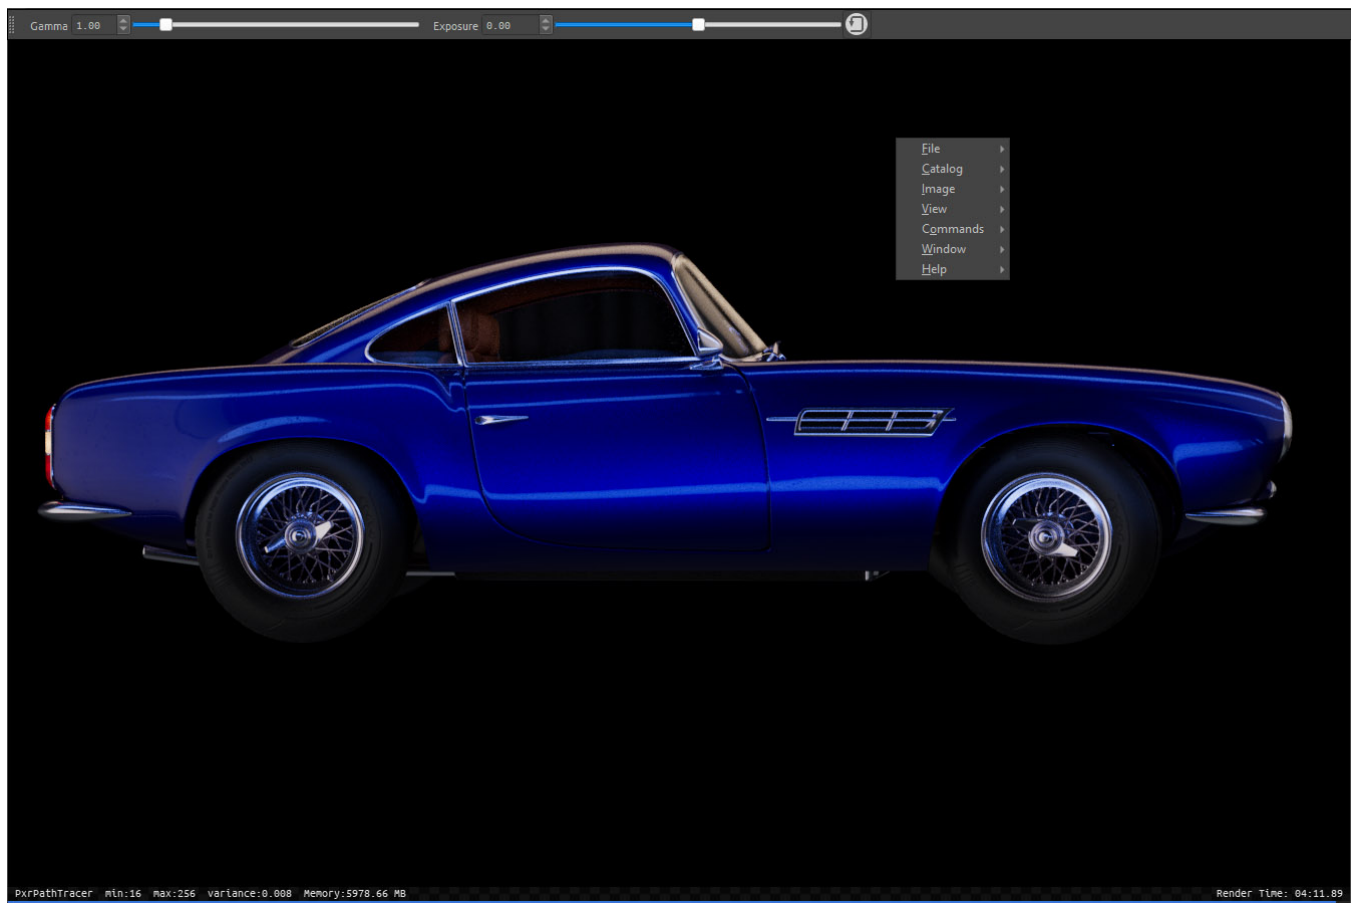 Gamma 1.00 Exposure 0.00
File
Catalog
Image
View
Commands
Window
Help
PxrPathTracer min:16 max:256 variance:0.008 Memory:5978.66 MB Render Time: 04:11.89